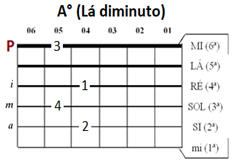 A° (Lá diminuto)
06 05 04 03 02 01
P 3 MI (6ª)
LÁ (5ª)
i 1 RÉ (4ª)
m 4 SOL (3ª)
a 2 SI (2ª)
mi (1ª)